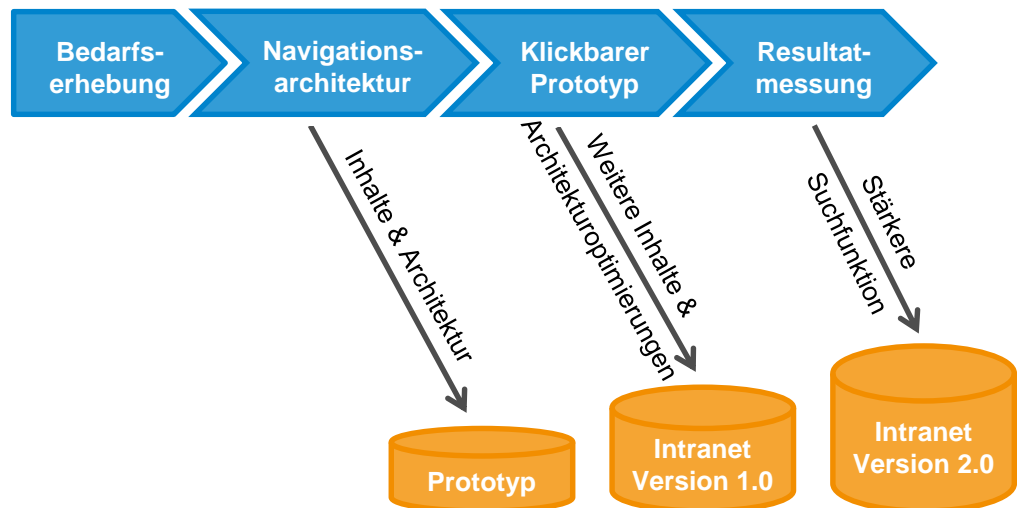 Bedarfs-
erhebung
Navigations-
architektur
Klickbarer
Prototyp
Resultat-
messung
Inhalte & Architektur
Weitere Inhalte &
Architekturoptimierungen
Stärkere
Suchfunktion
Prototyp
Intranet
Version 1.0
Intranet
Version 2.0